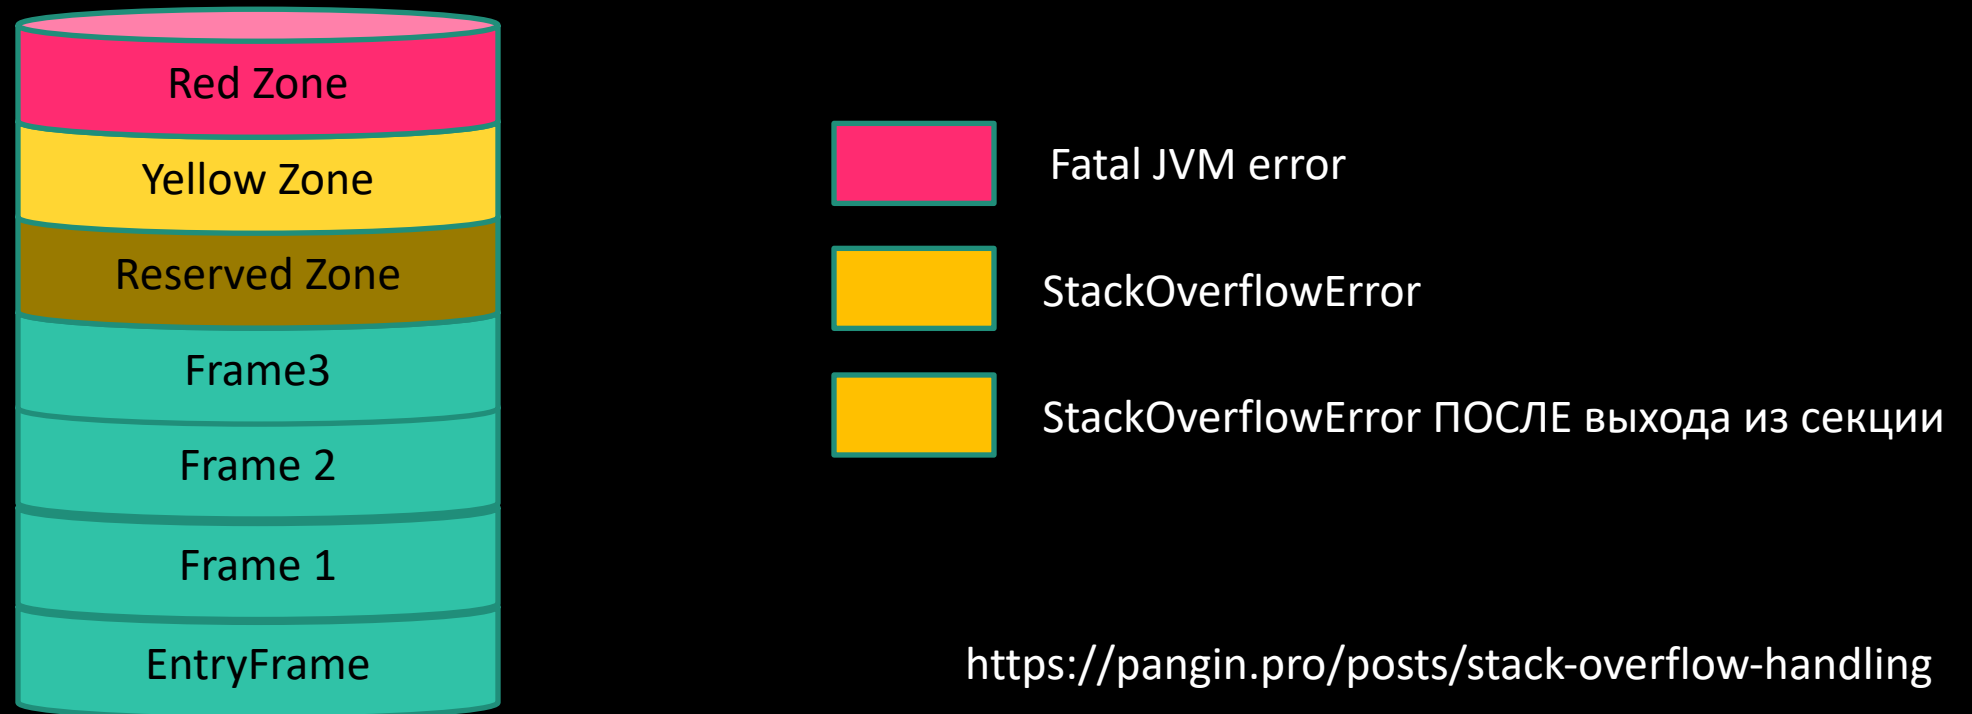 Red Zone
Yellow Zone
Reserved Zone
Frame3
Frame 2
Frame 1
EntryFrame
Fatal JVM error
StackOverflowError
StackOverflowError ПОСЛЕ выхода из секции
https://pangin.pro/posts/stack-overflow-handling